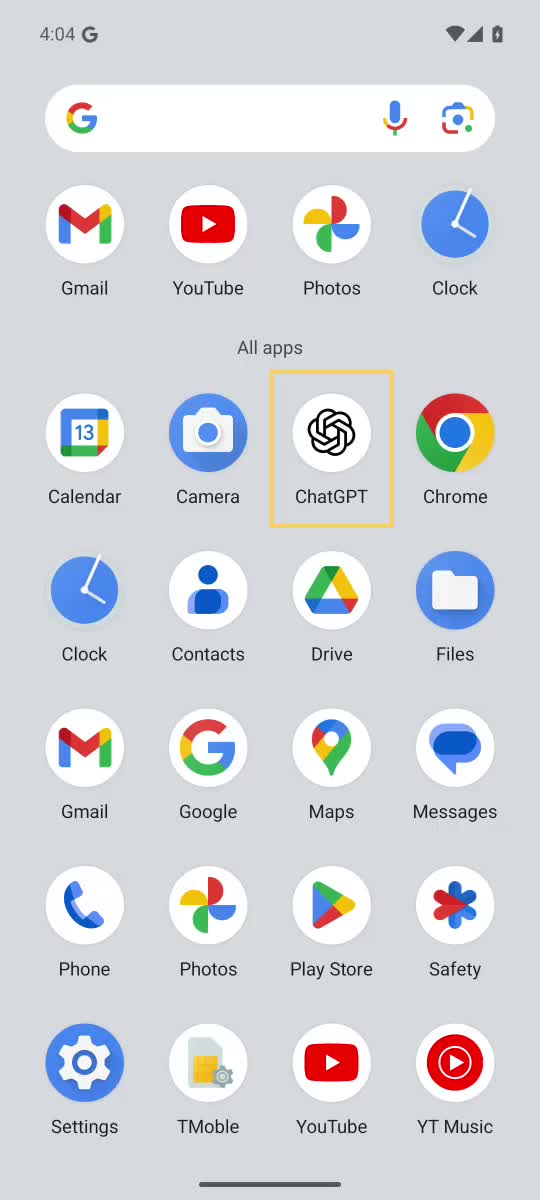 4:04
Gmail YouTube Photos Clock
All apps
13
Calendar Camera ChatGPT Chrome
Clock Contacts Drive Files
Gmail Google Maps Messages
Phone Photos Play Store Safety
Settings TMoble YouTube YT Music